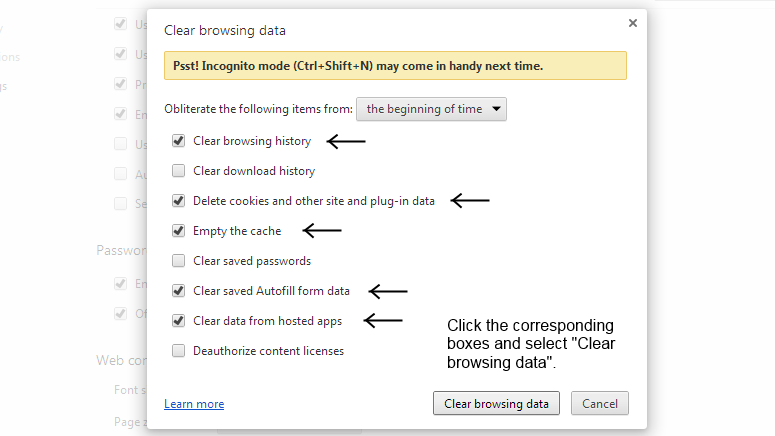 Clear browsing data
Psst! Incognito mode (Ctrl+Shift+N) may come in handy next time.
Obliterate the following items from: the beginning of time
Clear browsing history
Clear download history
Delete cookies and other site and plug-in data
Empty the cache
Clear saved passwords
Clear saved Autofill form data
Clear data from hosted apps
Deauthorize content licenses
Click the corresponding
boxes and select "Clear
browsing data".
Learn more
Clear browsing data Cancel
Us
Us
Pr
En
Us
Au
Se
Passwor
En
Of
Web con
Font s
Page z